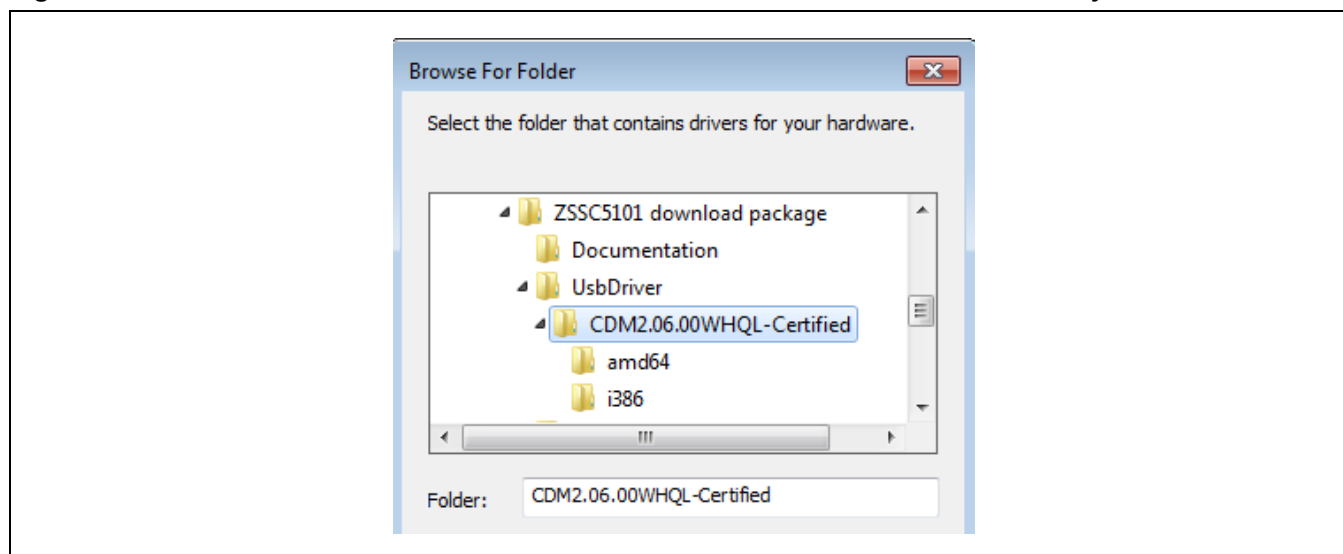 Browse For Folder
Select the folder that contains drivers for your hardware.
ZSSC5101 download package
Documentation
UsbDriver
CDM2.06.00WHQL-Certified
amd64
i386
Folder: CDM2.06.00WHQL-Certified